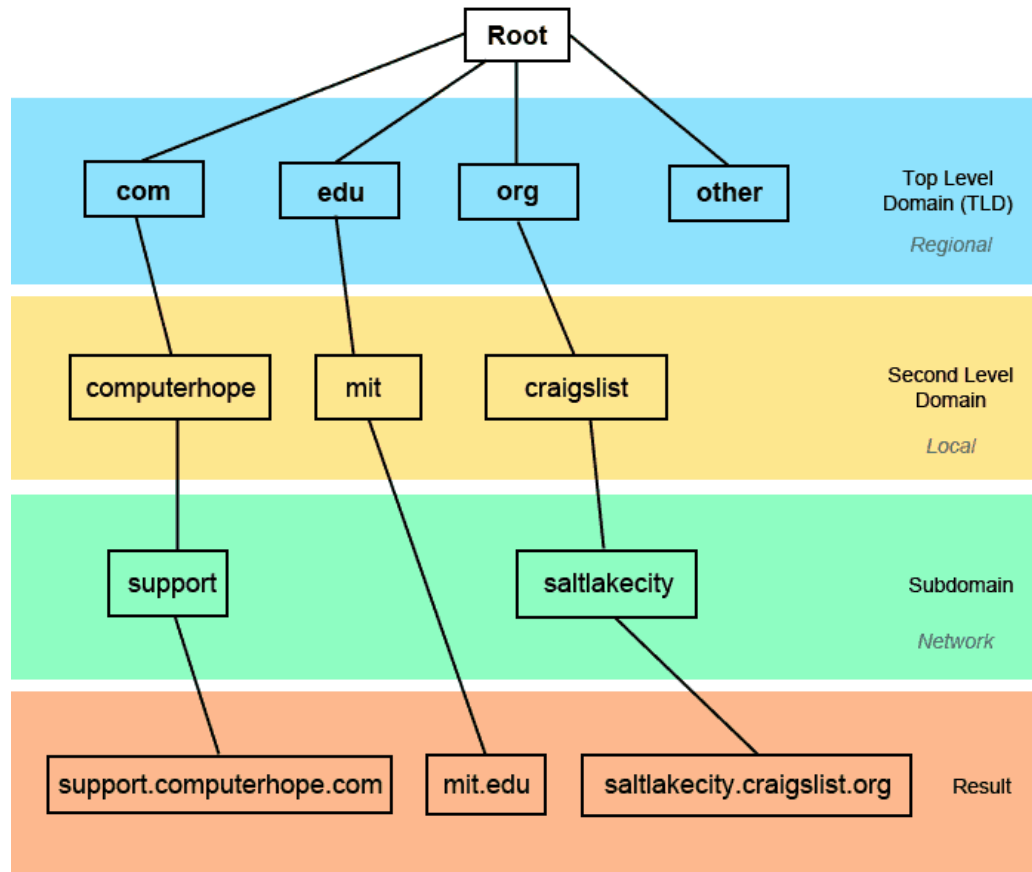 Root
com
edu
org
other
Top Level
Domain (TLD)
Regional
computerhope
mit
craigslist
Second Level
Domain
Local
support
saltlakecity
Subdomain
Network
support.computerhope.com
mit.edu
saltlakecity.craigslist.org
Result